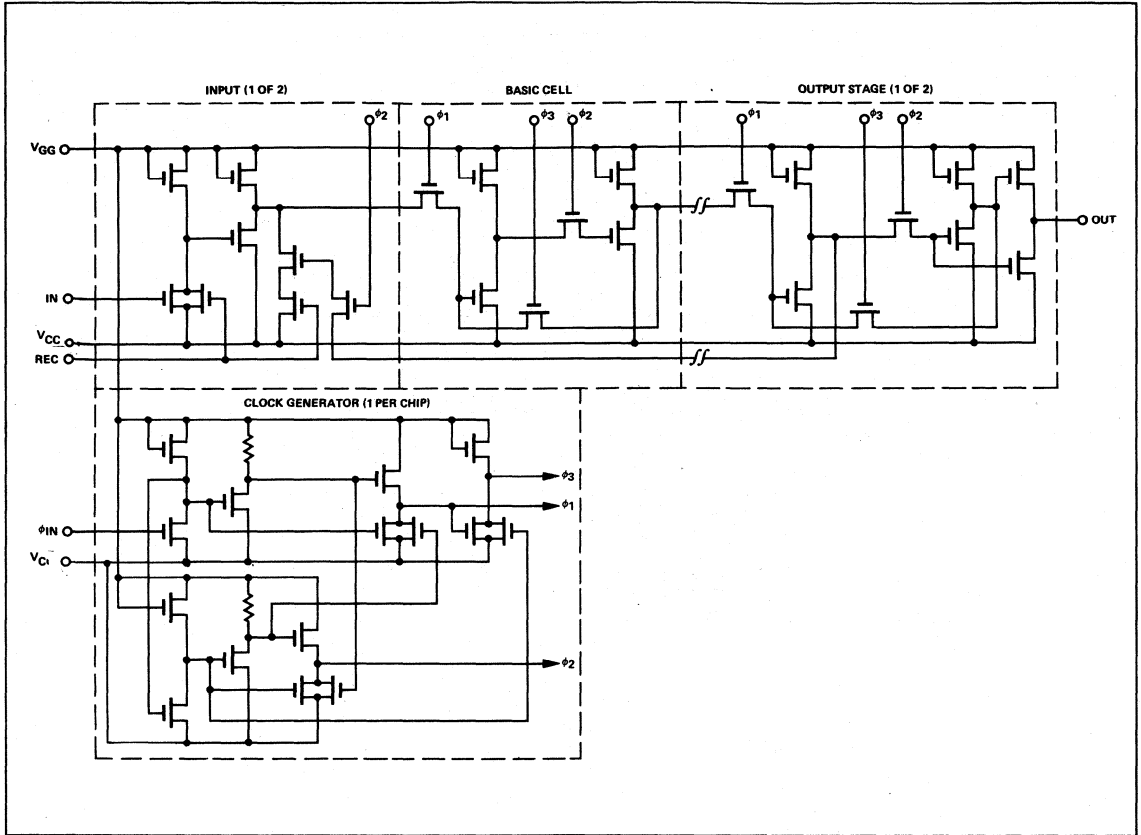 INPUT (1 OF 2) BASIC CELL OUTPUT STAGE (1 OF 2)
ϕ2 ϕ1 ϕ3 ϕ2 ϕ1 ϕ3 ϕ2
VGG
OUT
IN
VCC
REC
CLOCK GENERATOR (1 PER CHIP)
ϕ3
ϕ1
ϕIN
ϕ2